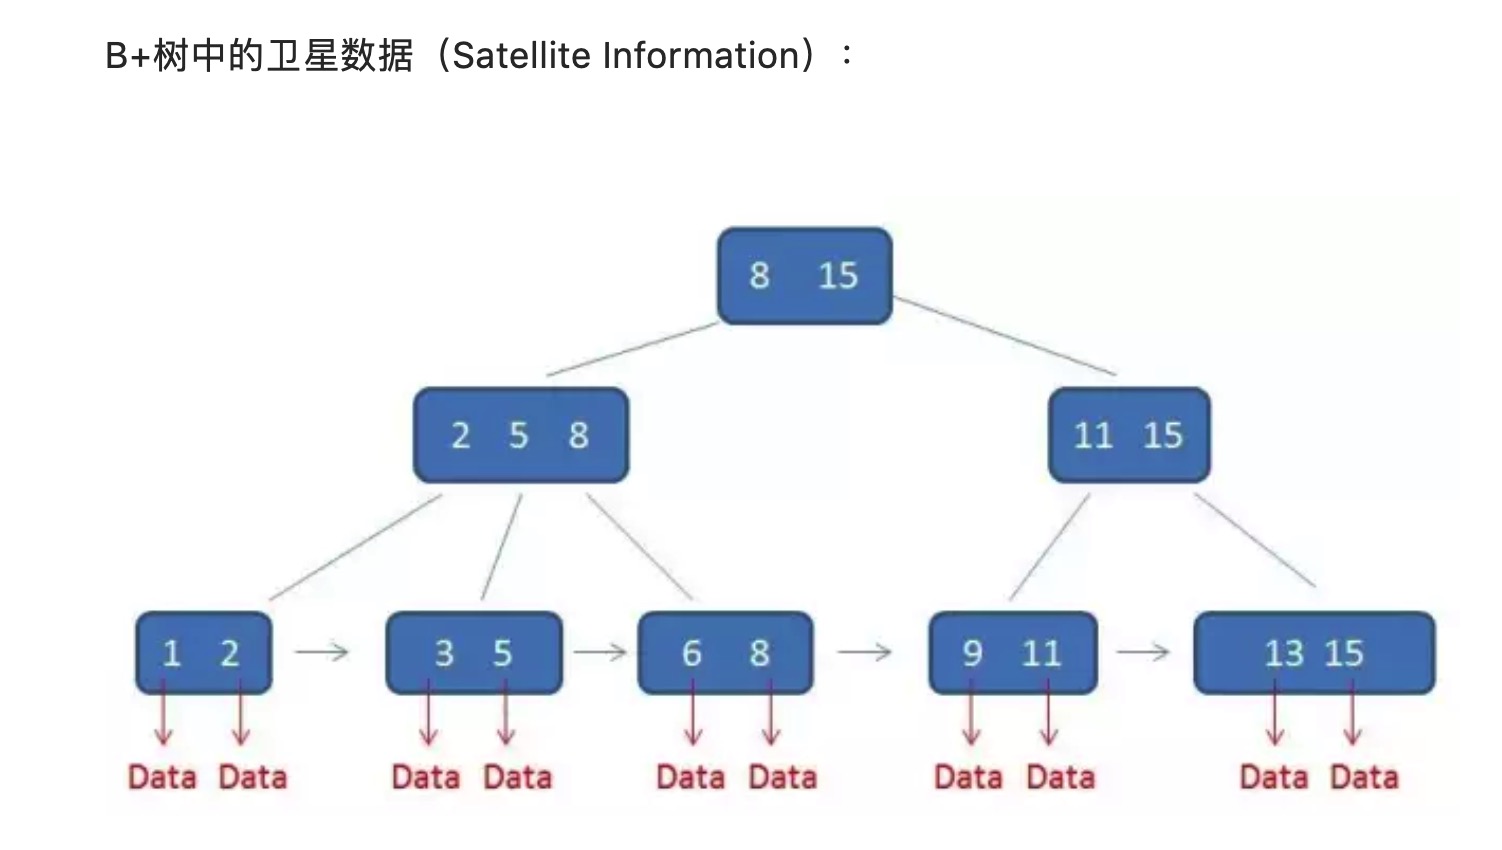 B+树中的卫星数据（Satellite Information）：
8 15
2 5 8
11 15
1 2
3 5
6 8
9 11
13 15
Data Data Data Data Data Data Data Data Data Data